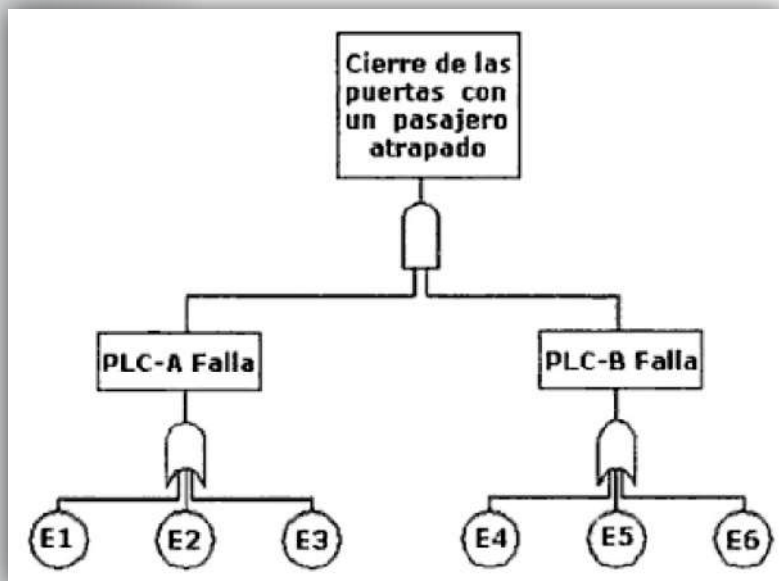 Cierre de las
puertas con
un pasajero
atrapado
PLC-A Falla
PLC-B Falla
E1
E2
E3
E4
E5
E6